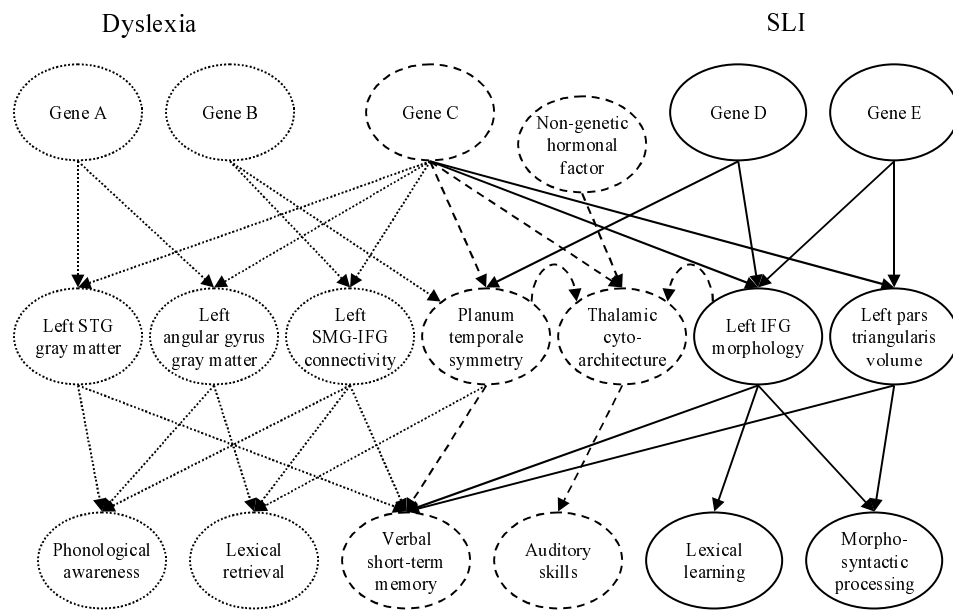 Dyslexia
SLI
Gene A
Gene B
Gene C
Non-genetic
hormonal
factor
Gene D
Gene E
Left STG
gray matter
Left
angular gyrus
gray matter
Left
SMG-IFG
connectivity
Planum
temporale
symmetry
Thalamic
cyto-
architecture
Left IFG
morphology
Left pars
triangularis
volume
Phonological
awareness
Lexical
retrieval
Verbal
short-term
memory
Auditory
skills
Lexical
learning
Morpho-
syntactic
processing